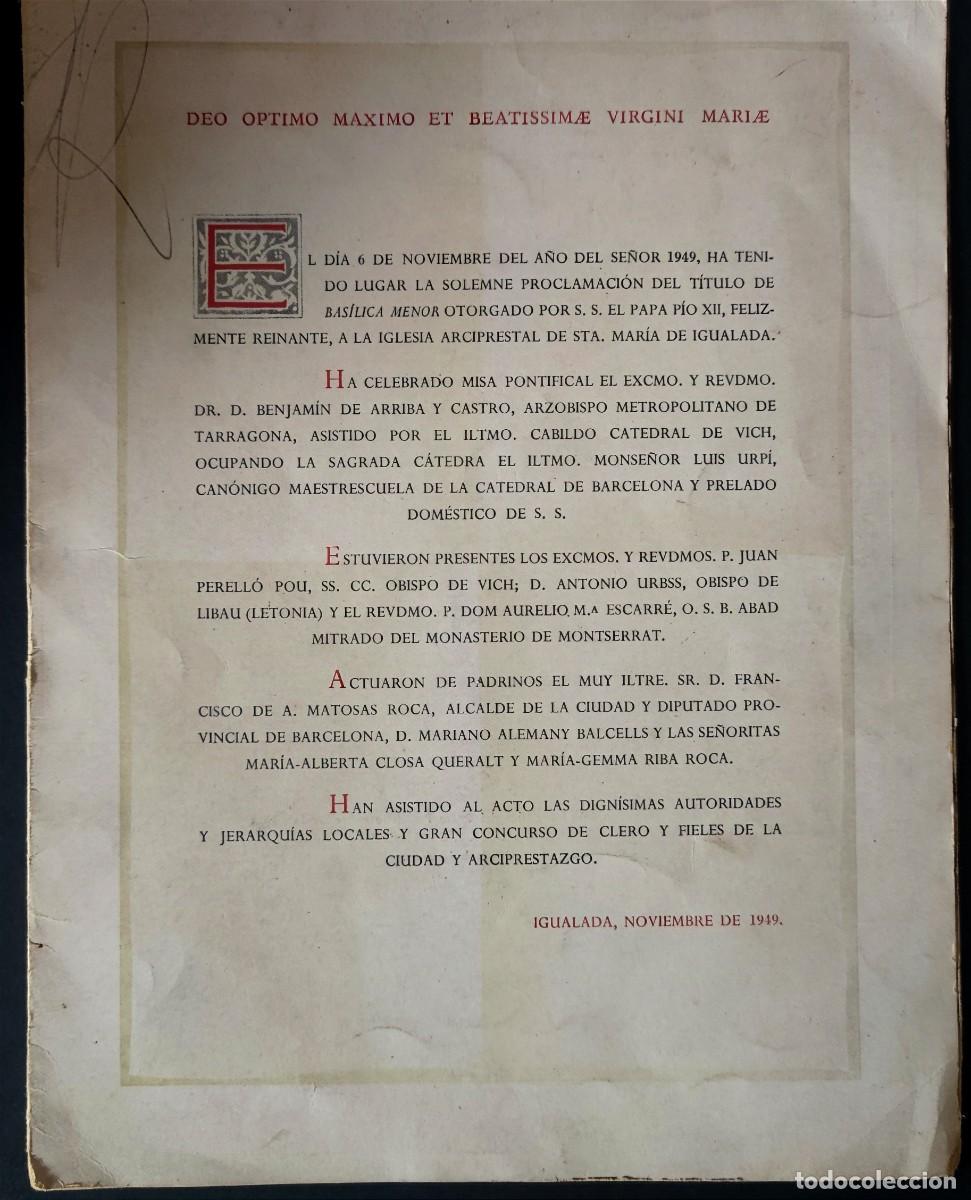 DEO OPTIMO MAXIMO ET BEATISSIMÆ VIRGINI MARIÆ
EL DÍA 6 DE NOVIEMBRE DEL AÑO DEL SEÑOR 1949, HA TENI-
DO LUGAR LA SOLEMNE PROCLAMACIÓN DEL TÍTULO DE
BASÍLICA MENOR OTORGADO POR S. S. EL PAPA PÍO XII, FELIZ-
MENTE REINANTE, A LA IGLESIA ARCIPRESTAL DE STA. MARÍA DE IGUALADA.
HA CELEBRADO MISA PONTIFICAL EL EXCMO. Y REVDMO.
DR. D. BENJAMÍN DE ARRIBA Y CASTRO, ARZOBISPO METROPOLITANO DE
TARRAGONA, ASISTIDO POR EL ILTMO. CABILDO CATEDRAL DE VICH,
OCUPANDO LA SAGRADA CÁTEDRA EL ILTMO. MONSEÑOR LUIS URPÍ,
CANÓNIGO MAESTRESCUELA DE LA CATEDRAL DE BARCELONA Y PRELADO
DOMÉSTICO DE S. S.
ESTUVIERON PRESENTES LOS EXCMOS. Y REVDMOS. P. JUAN
PERELLÓ POU, SS. CC. OBISPO DE VICH; D. ANTONIO URBSS, OBISPO DE
LIBAU (LETONIA) Y EL REVDMO. P. DOM AURELIO M.ª ESCARRÉ, O. S. B. ABAD
MITRADO DEL MONASTERIO DE MONTSERRAT.
ACTUARON DE PADRINOS EL MUY ILTRE. SR. D. FRAN-
CISCO DE A. MATOSAS ROCA, ALCALDE DE LA CIUDAD Y DIPUTADO PRO-
VINCIAL DE BARCELONA, D. MARIANO ALEMANY BALCELLS Y LAS SEÑORITAS
MARÍA-ALBERTA CLOSA QUERALT Y MARÍA-GEMMA RIBA ROCA.
HAN ASISTIDO AL ACTO LAS DIGNÍSIMAS AUTORIDADES
Y JERARQUÍAS LOCALES Y GRAN CONCURSO DE CLERO Y FIELES DE LA
CIUDAD Y ARCIPRESTAZGO.
IGUALADA, NOVIEMBRE DE 1949.
todocoleccion